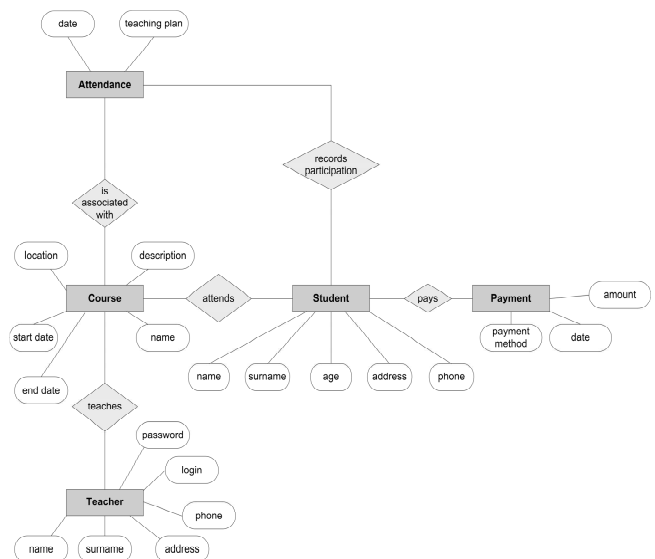 date
teaching plan
Attendance
records
participation
is
associated
with
location
description
Course
attends
Student
pays
Payment
amount
start date
name
payment
method
date
end date
name
surname
age
address
phone
teaches
password
login
Teacher
phone
name
surname
address